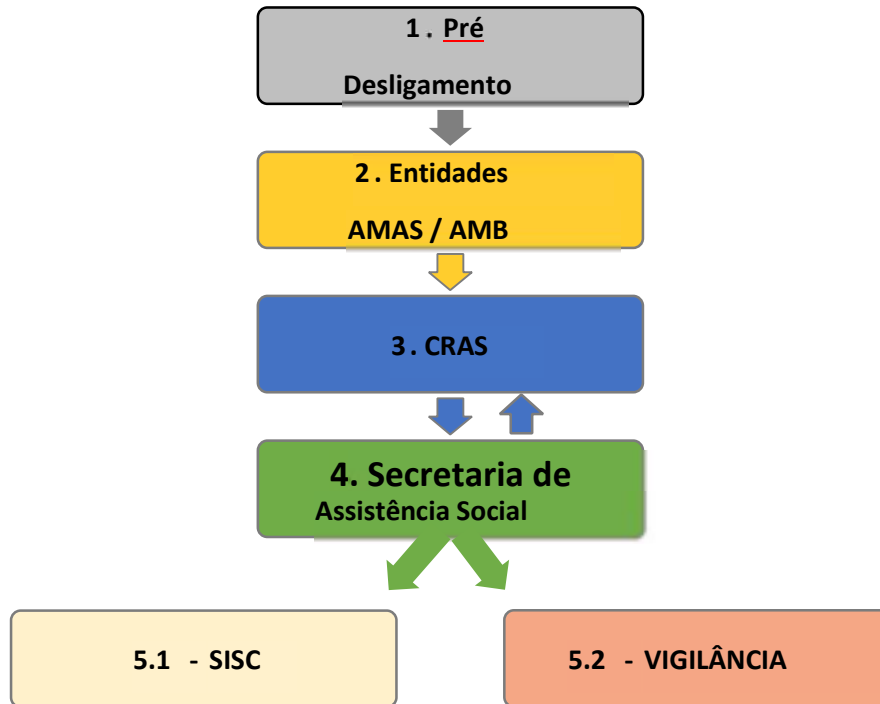 1. Pré
Desligamento
2. Entidades
AMAS / AMB
3. CRAS
4. Secretaria de
Assistência Social
5.1 - SISC
5.2 - VIGILÂNCIA